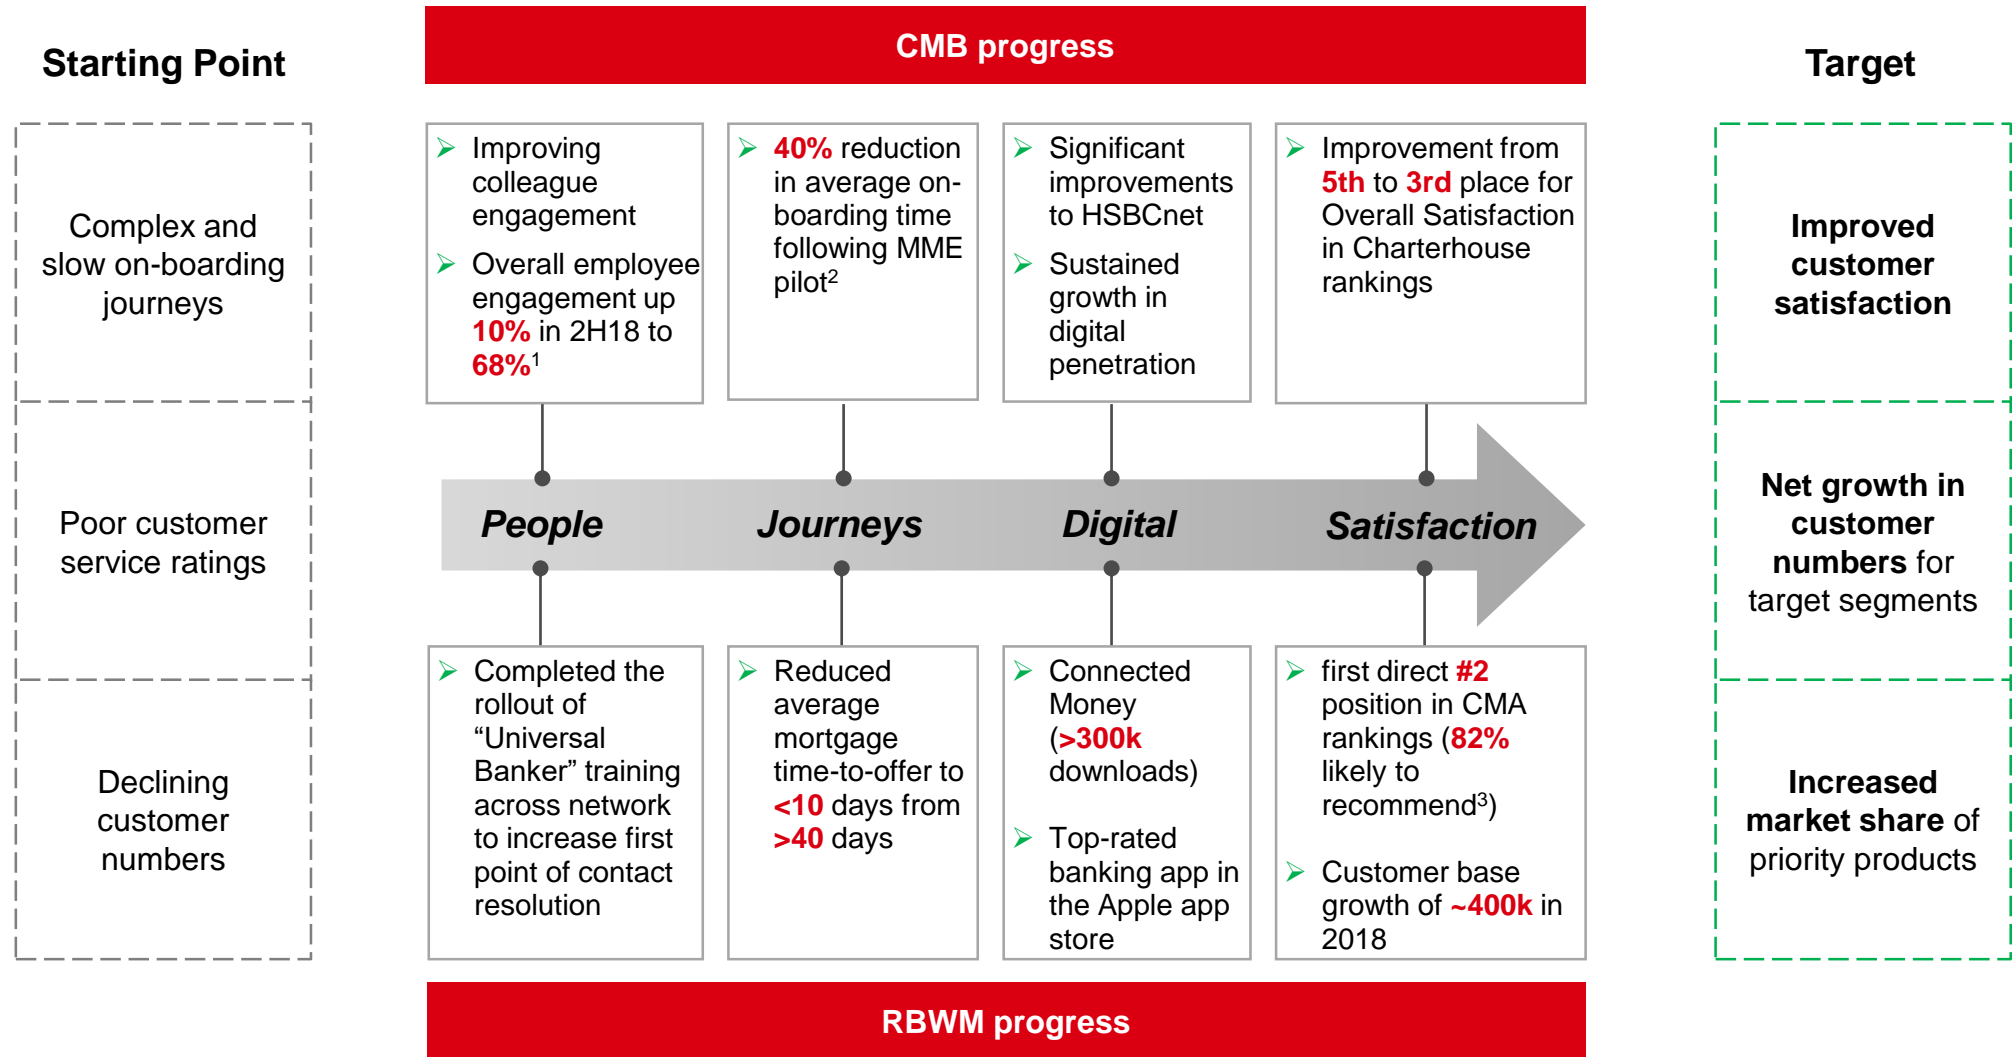 CMB progress
Starting Point
Target
Complex and
slow on-boarding
journeys
Poor customer
service ratings
Declining
customer
numbers
➢ Improving
colleague
engagement
➢ Overall employee
engagement up
10% in 2H18 to
68%¹
➢ 40% reduction
in average on-
boarding time
following MME
pilot²
➢ Significant
improvements
to HSBCnet
➢ Sustained
growth in
digital
penetration
➢ Improvement from
5th to 3rd place for
Overall Satisfaction
in Charterhouse
rankings
People
Journeys
Digital
Satisfaction
➢ Completed the
rollout of
“Universal
Banker” training
across network
to increase first
point of contact
resolution
➢ Reduced
average
mortgage
time-to-offer to
<10 days from
>40 days
➢ Connected
Money
(>300k
downloads)
➢ Top-rated
banking app in
the Apple app
store
➢ first direct #2
position in CMA
rankings (82%
likely to
recommend³)
➢ Customer base
growth of ~400k in
2018
Improved
customer
satisfaction
Net growth in
customer
numbers for
target segments
Increased
market share of
priority products
RBWM progress